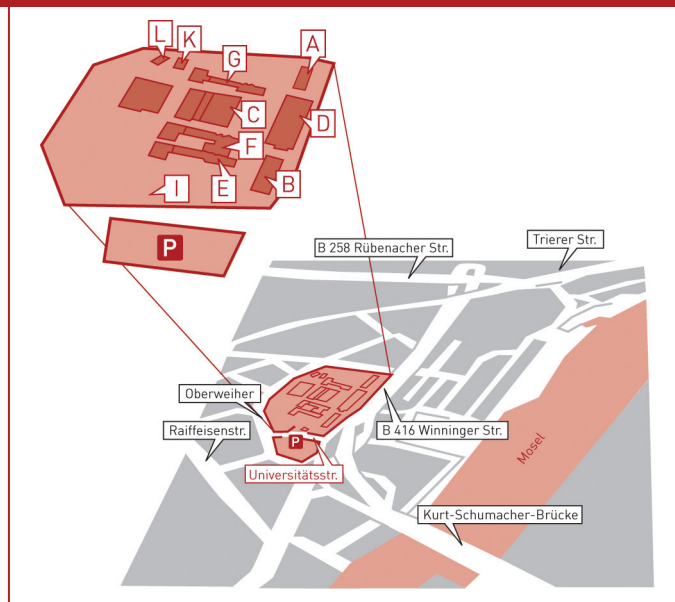 L
K
A
G
C
D
F
I
E
B
P
B 258 Rübenacher Str.
Trierer Str.
Oberweiher
Raiffeisenstr.
P
B 416 Winninger Str.
Universitätsstr.
Mosel
Kurt-Schumacher-Brücke